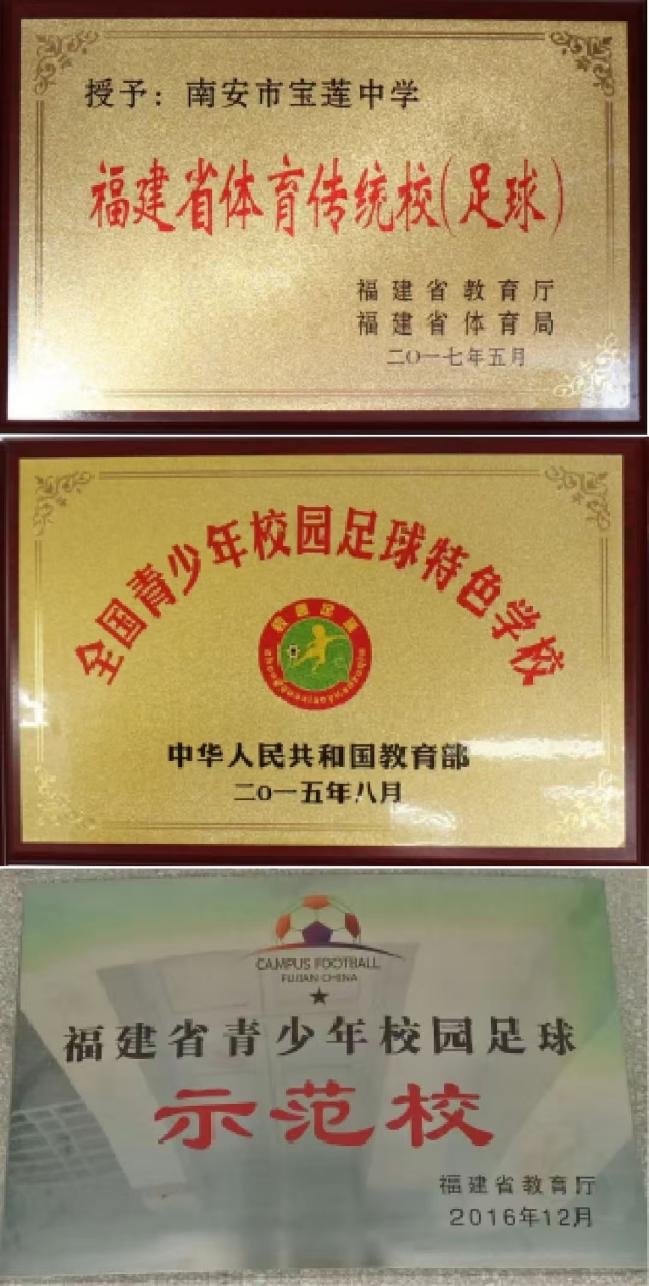 授予：南安市宝莲中学
福建省体育传统校(足球)
福建省教育厅
福建省体育局
二〇一七年五月
全国青少年校园足球特色学校
校园足球
中华人民共和国教育部
二〇一五年八月
CAMPUS FOOTBALL
FUJIAN CHINA
福建省青少年校园足球
示范校
福建省教育厅
2016年12月